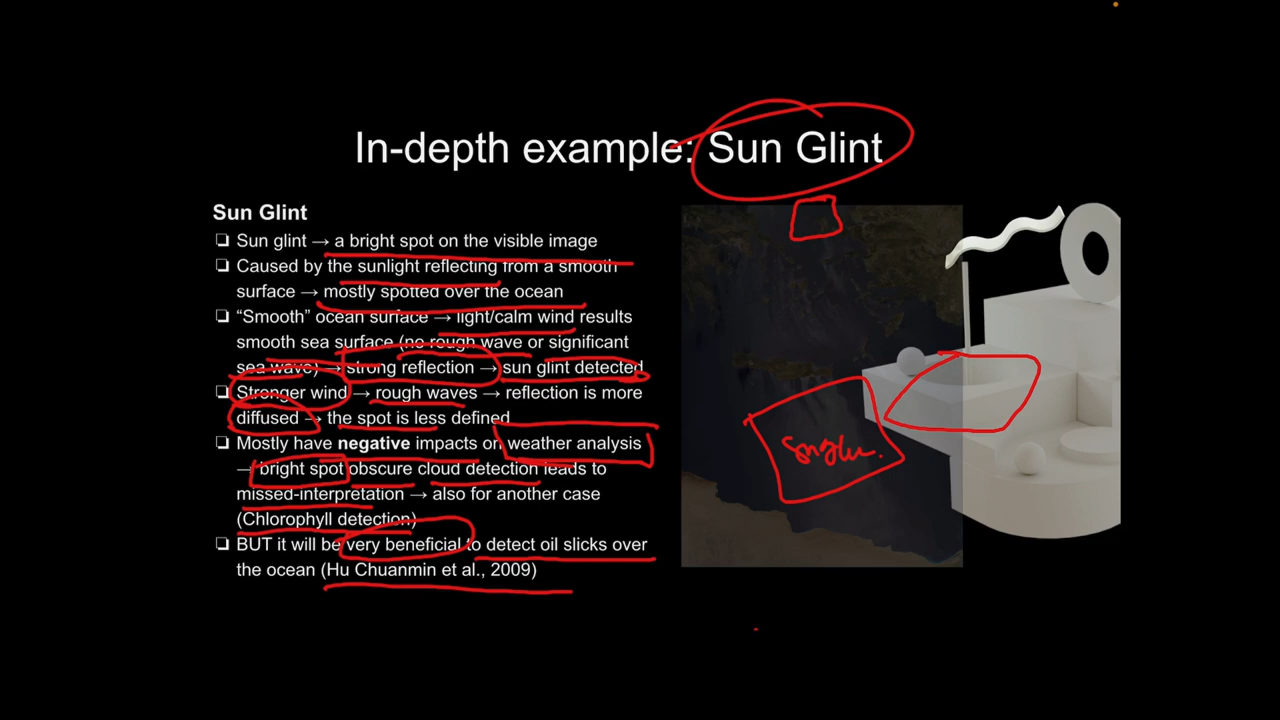 In-depth example: Sun Glint
Sun Glint
❏ Sun glint → a bright spot on the visible image
❏ Caused by the sunlight reflecting from a smooth
surface → mostly spotted over the ocean
❏ “Smooth” ocean surface → light/calm wind results
smooth sea surface (no rough wave or significant
sea wave) → strong reflection → sun glint detected
❏ Stronger wind → rough waves → reflection is more
diffused → the spot is less defined
❏ Mostly have negative impacts on weather analysis
→ bright spot obscure cloud detection leads to
missed-interpretation → also for another case
(Chlorophyll detection)
❏ BUT it will be very beneficial to detect oil slicks over
the ocean (Hu Chuanmin et al., 2009)